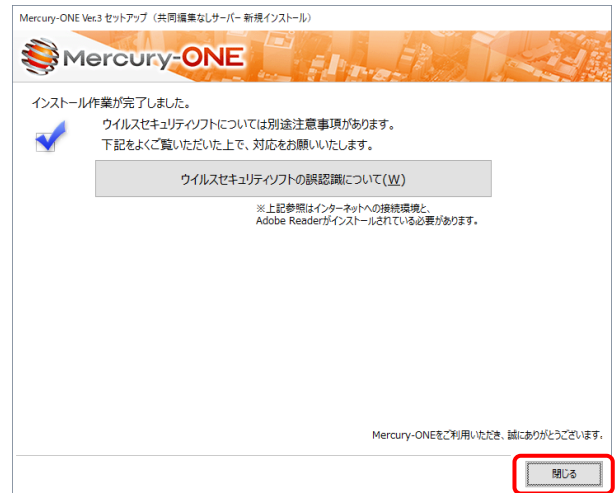 Mercury-ONE Ver.3 セットアップ（共同編集なしサーバー 新規インストール）
Mercury-ONE
インストール作業が完了しました。
ウイルスセキュリティソフトについては別途注意事項があります。
下記をよくご覧いただいた上で、対応をお願いいたします。
ウイルスセキュリティソフトの誤認識について(W)
※上記参照はインターネットへの接続環境と、
Adobe Readerがインストールされている必要があります。
Mercury-ONEをご利用いただき、誠にありがとうございます。
閉じる